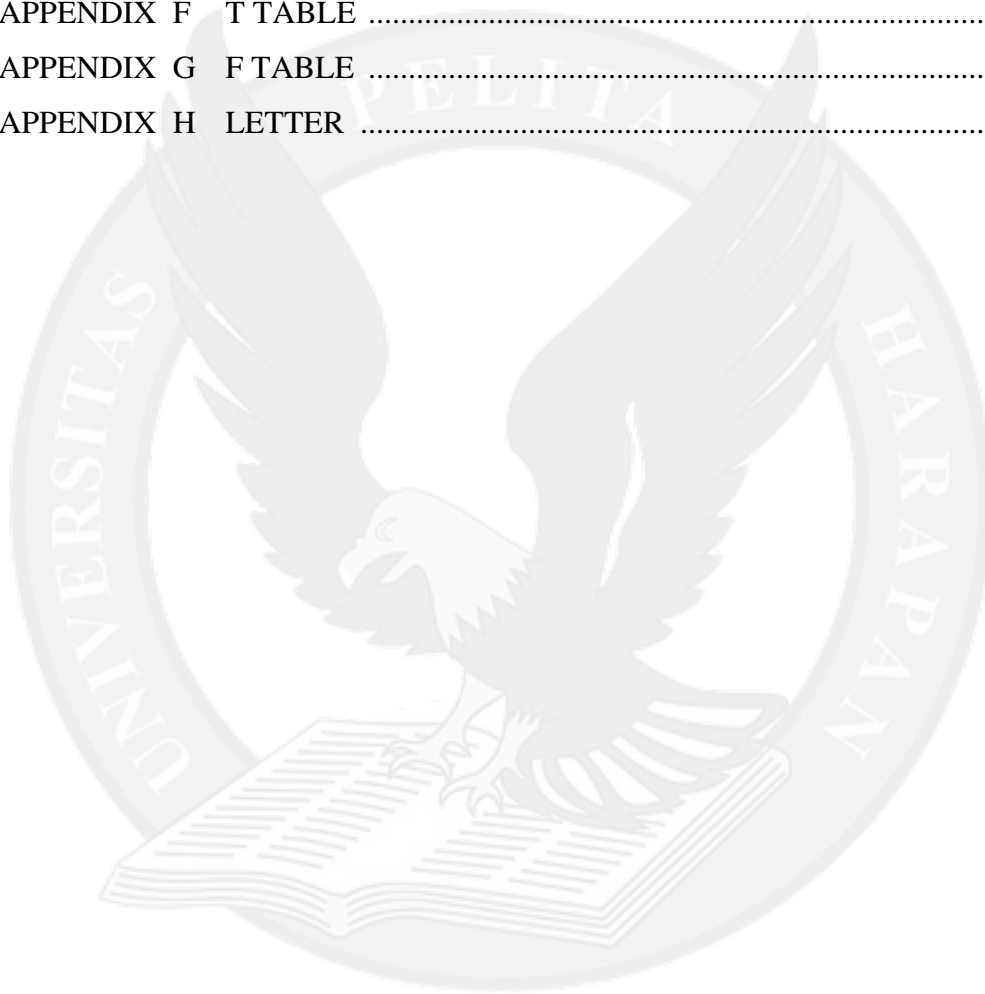 APPENDIX F T TABLE ................................................................................
APPENDIX G F TABLE ................................................................................
APPENDIX H LETTER .................................................................................
UNIVERSITAS PELITA HARAPAN